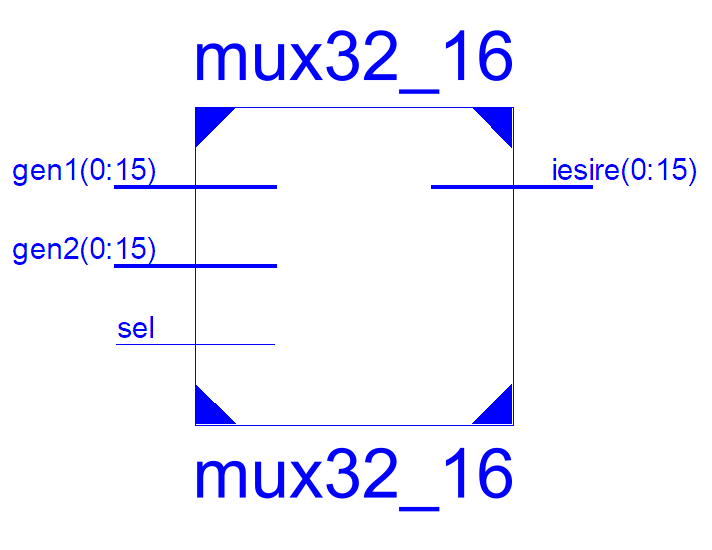 mux32_16
gen1(0:15)
iesire(0:15)
gen2(0:15)
sel
mux32_16